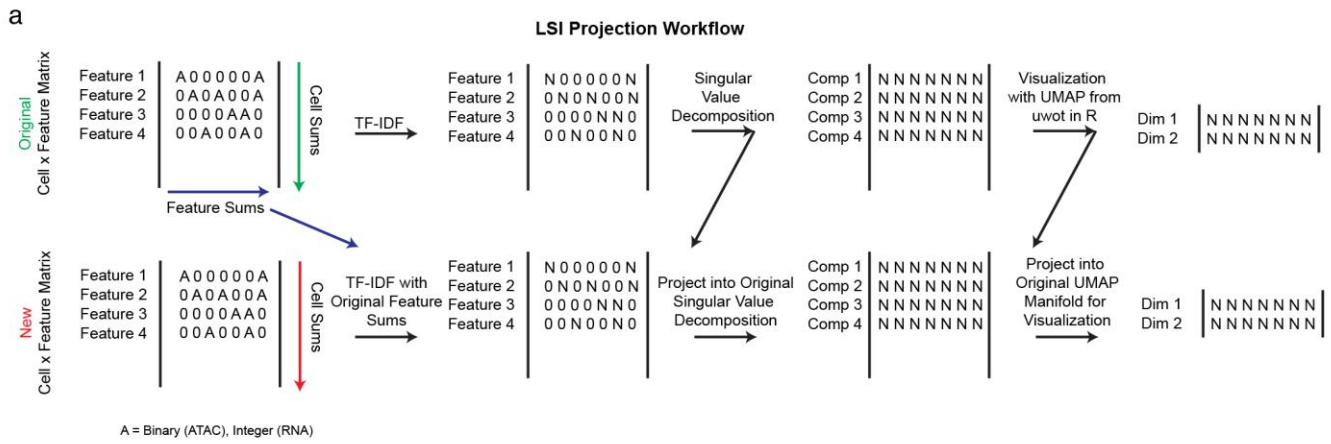 a
LSI Projection Workflow
Original
Cell x Feature Matrix
Feature 1
Feature 2
Feature 3
Feature 4
A 0 0 0 0 0 A
0 A 0 A 0 0 A
0 0 0 0 A A 0
0 0 A 0 0 A 0
Cell Sums
Feature Sums
TF-IDF
Feature 1
Feature 2
Feature 3
Feature 4
N 0 0 0 0 0 N
0 N 0 N 0 0 N
0 0 0 0 N N 0
0 0 N 0 0 N 0
Singular
Value
Decomposition
Comp 1
Comp 2
Comp 3
Comp 4
N N N N N N N
N N N N N N N
N N N N N N N
N N N N N N N
Visualization
with UMAP from
uwot in R
Dim 1
Dim 2
N N N N N N N
N N N N N N N
New
Cell x Feature Matrix
Feature 1
Feature 2
Feature 3
Feature 4
A 0 0 0 0 0 A
0 A 0 A 0 0 A
0 0 0 0 A A 0
0 0 A 0 0 A 0
Cell Sums
TF-IDF with
Original Feature
Sums
Feature 1
Feature 2
Feature 3
Feature 4
N 0 0 0 0 0 N
0 N 0 N 0 0 N
0 0 0 0 N N 0
0 0 N 0 0 N 0
Project into Original
Singular Value
Decomposition
Comp 1
Comp 2
Comp 3
Comp 4
N N N N N N N
N N N N N N N
N N N N N N N
N N N N N N N
Project into
Original UMAP
Manifold for
Visualization
Dim 1
Dim 2
N N N N N N N
N N N N N N N
A = Binary (ATAC), Integer (RNA)